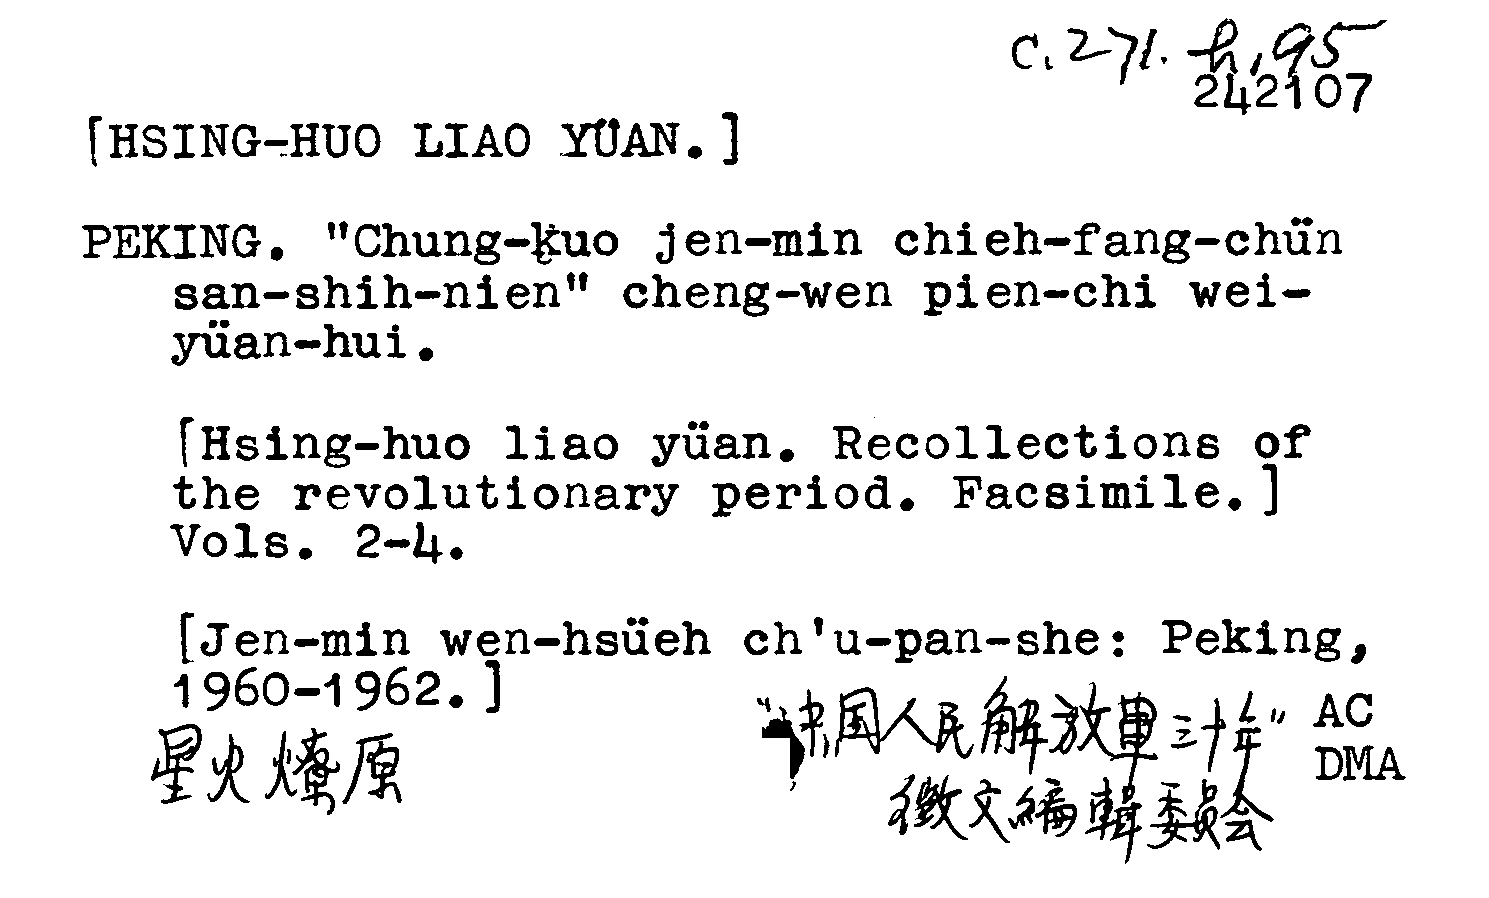 C.271.h.95
242107
[HSING-HUO LIAO YÜAN.]
PEKING. "Chung-kuo jen-min chieh-fang-chün
san-shih-nien" cheng-wen pien-chi wei-
yüan-hui.
[Hsing-huo liao yüan. Recollections of
the revolutionary period. Facsimile.]
Vols. 2-4.
[Jen-min wen-hsüeh ch'u-pan-she: Peking,
1960-1962.]
"中国人民解放軍三十年" AC
星火燎原
DMA
徵文編輯委員会